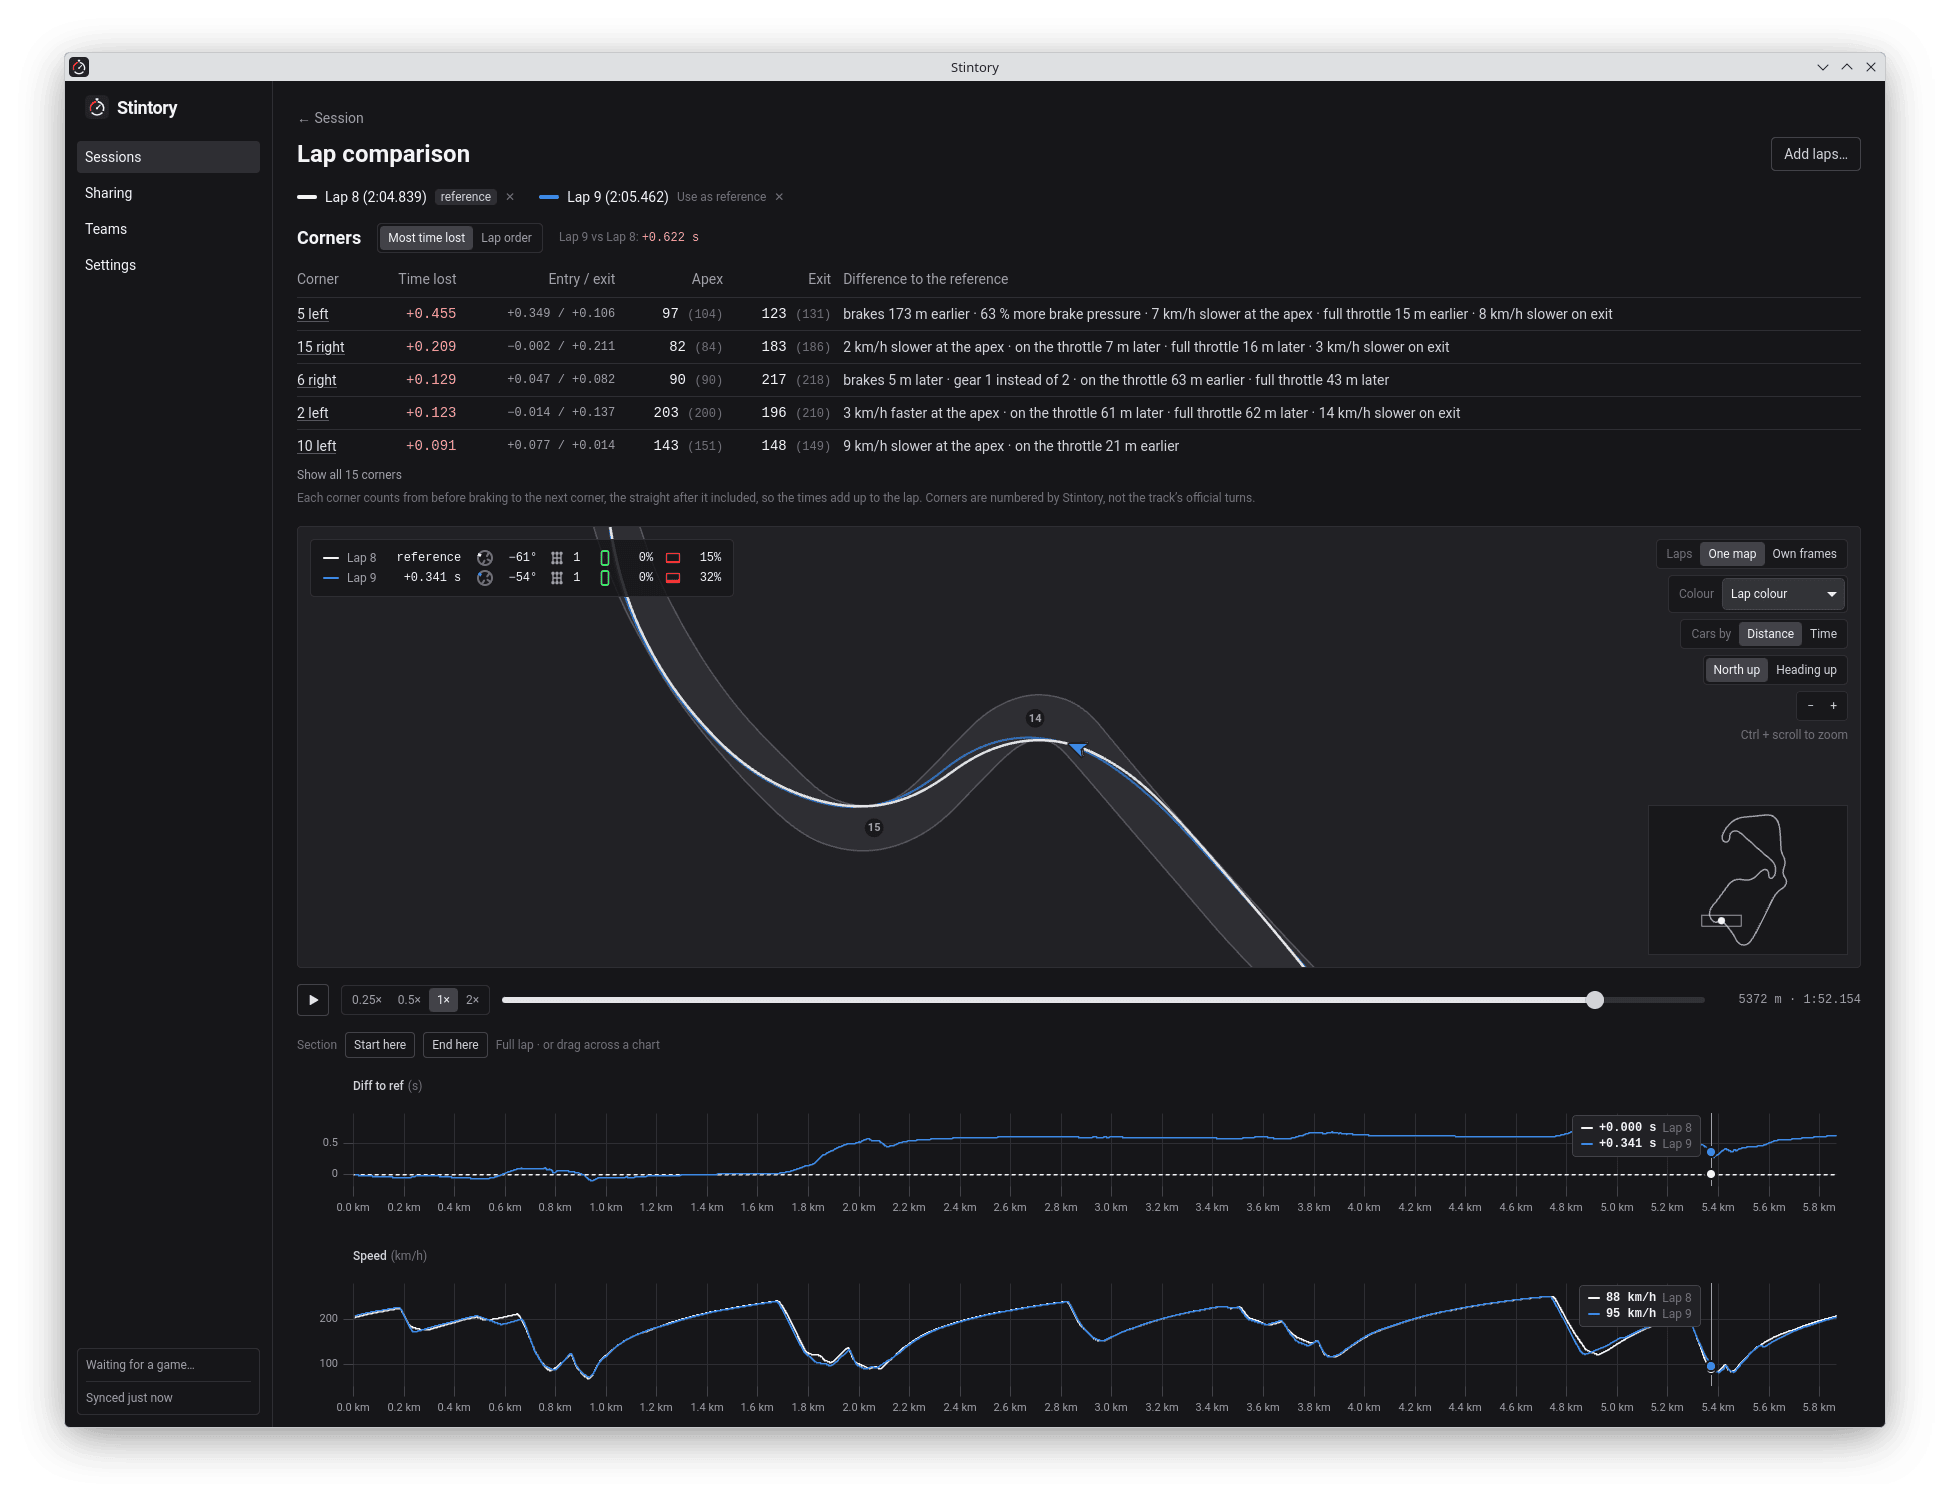 Stintory
Stintory
Sessions
Sharing
Teams
Settings
Waiting for a game…
Synced just now
← Session
Lap comparison
Add laps…
Lap 8 (2:04.839) reference × Lap 9 (2:05.462) Use as reference ×
Corners Most time lost Lap order Lap 9 vs Lap 8: +0.622 s
Corner Time lost Entry / exit Apex Exit Difference to the reference
5 left +0.455 +0.349 / +0.106 97 (104) 123 (131) brakes 173 m earlier · 63 % more brake pressure · 7 km/h slower at the apex · full throttle 15 m earlier · 8 km/h slower on exit
15 right +0.209 −0.002 / +0.211 82 (84) 183 (186) 2 km/h slower at the apex · on the throttle 7 m later · full throttle 16 m later · 3 km/h slower on exit
6 right +0.129 +0.047 / +0.082 90 (90) 217 (218) brakes 5 m later · gear 1 instead of 2 · on the throttle 63 m earlier · full throttle 43 m later
2 left +0.123 −0.014 / +0.137 203 (200) 196 (210) 3 km/h faster at the apex · on the throttle 61 m later · full throttle 62 m later · 14 km/h slower on exit
10 left +0.091 +0.077 / +0.014 143 (151) 148 (149) 9 km/h slower at the apex · on the throttle 21 m earlier
Show all 15 corners
Each corner counts from before braking to the next corner, the straight after it included, so the times add up to the lap. Corners are numbered by Stintory, not the track's official turns.
Lap 8 reference −61° 1 0% 15%
Lap 9 +0.341 s −54° 1 0% 32%
Laps One map Own frames
Colour Lap colour
Cars by Distance Time
North up Heading up
− +
Ctrl + scroll to zoom
14
15
0.25× 0.5× 1× 2× 5372 m · 1:52.154
Section Start here End here Full lap · or drag across a chart
Diff to ref (s)
+0.000 s Lap 8
+0.341 s Lap 9
0.5
0
0.0 km 0.2 km 0.4 km 0.6 km 0.8 km 1.0 km 1.2 km 1.4 km 1.6 km 1.8 km 2.0 km 2.2 km 2.4 km 2.6 km 2.8 km 3.0 km 3.2 km 3.4 km 3.6 km 3.8 km 4.0 km 4.2 km 4.4 km 4.6 km 4.8 km 5.0 km 5.2 km 5.4 km 5.6 km 5.8 km
Speed (km/h)
88 km/h Lap 8
95 km/h Lap 9
200
100
0.0 km 0.2 km 0.4 km 0.6 km 0.8 km 1.0 km 1.2 km 1.4 km 1.6 km 1.8 km 2.0 km 2.2 km 2.4 km 2.6 km 2.8 km 3.0 km 3.2 km 3.4 km 3.6 km 3.8 km 4.0 km 4.2 km 4.4 km 4.6 km 4.8 km 5.0 km 5.2 km 5.4 km 5.6 km 5.8 km